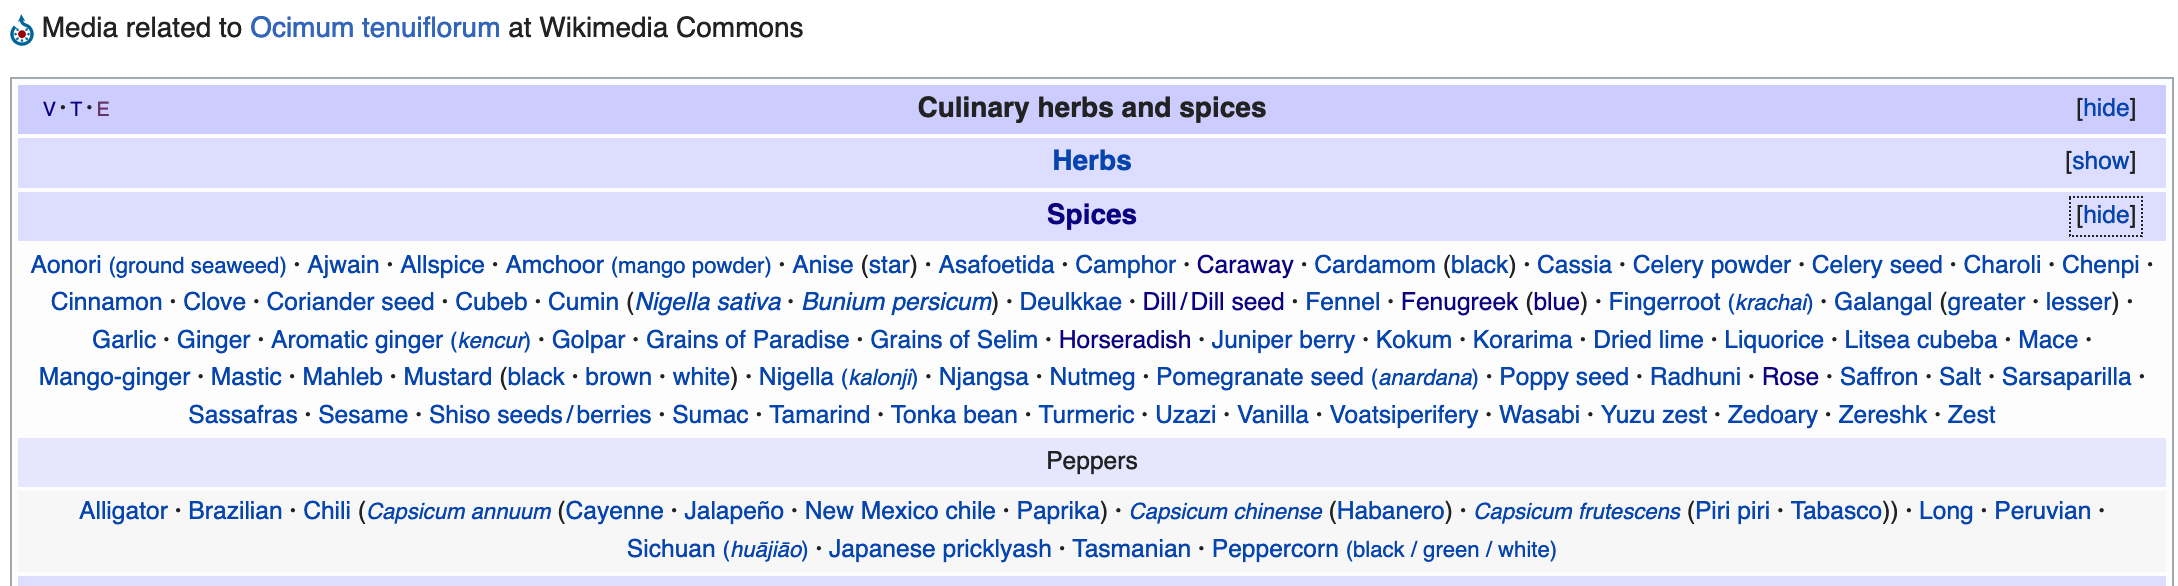 Media related to Ocimum tenuiflorum at Wikimedia Commons
V · T · E Culinary herbs and spices [hide]
Herbs [show]
Spices [hide]
Aonori (ground seaweed) · Ajwain · Allspice · Amchoor (mango powder) · Anise (star) · Asafoetida · Camphor · Caraway · Cardamom (black) · Cassia · Celery powder · Celery seed · Charoli · Chenpi ·
Cinnamon · Clove · Coriander seed · Cubeb · Cumin (Nigella sativa · Bunium persicum) · Deulkkae · Dill / Dill seed · Fennel · Fenugreek (blue) · Fingerroot (krachai) · Galangal (greater · lesser) ·
Garlic · Ginger · Aromatic ginger (kencur) · Golpar · Grains of Paradise · Grains of Selim · Horseradish · Juniper berry · Kokum · Korarima · Dried lime · Liquorice · Litsea cubeba · Mace ·
Mango-ginger · Mastic · Mahleb · Mustard (black · brown · white) · Nigella (kalonji) · Njangsa · Nutmeg · Pomegranate seed (anardana) · Poppy seed · Radhuni · Rose · Saffron · Salt · Sarsaparilla ·
Sassafras · Sesame · Shiso seeds / berries · Sumac · Tamarind · Tonka bean · Turmeric · Uzazi · Vanilla · Voatsiperifery · Wasabi · Yuzu zest · Zedoary · Zereshk · Zest
Peppers
Alligator · Brazilian · Chili (Capsicum annuum (Cayenne · Jalapeño · New Mexico chile · Paprika) · Capsicum chinense (Habanero) · Capsicum frutescens (Piri piri · Tabasco)) · Long · Peruvian ·
Sichuan (huājiāo) · Japanese pricklyash · Tasmanian · Peppercorn (black / green / white)